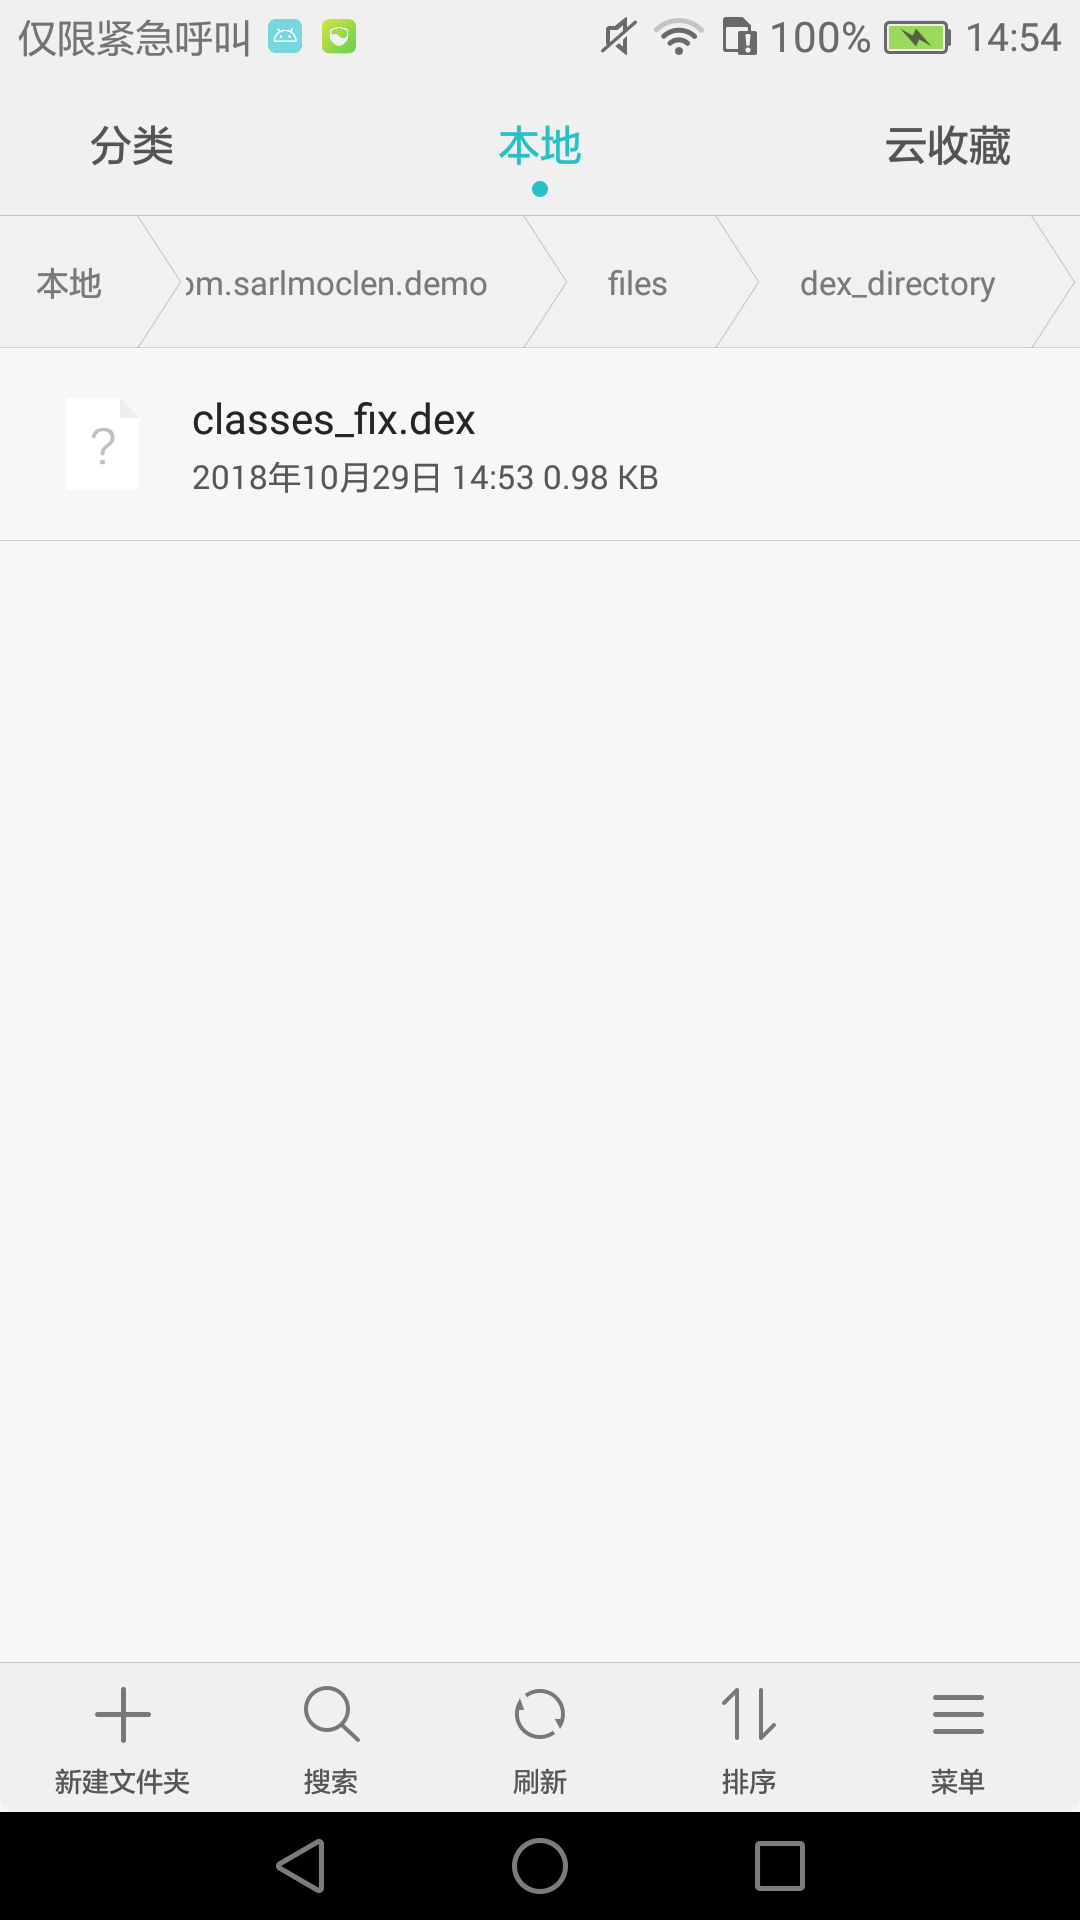 仅限紧急呼叫 100% 14:54
分类 本地 云收藏
本地 om.sarlmoclen.demo files dex_directory
?
classes_fix.dex
2018年10月29日 14:53 0.98 KB
新建文件夹 搜索 刷新 排序 菜单